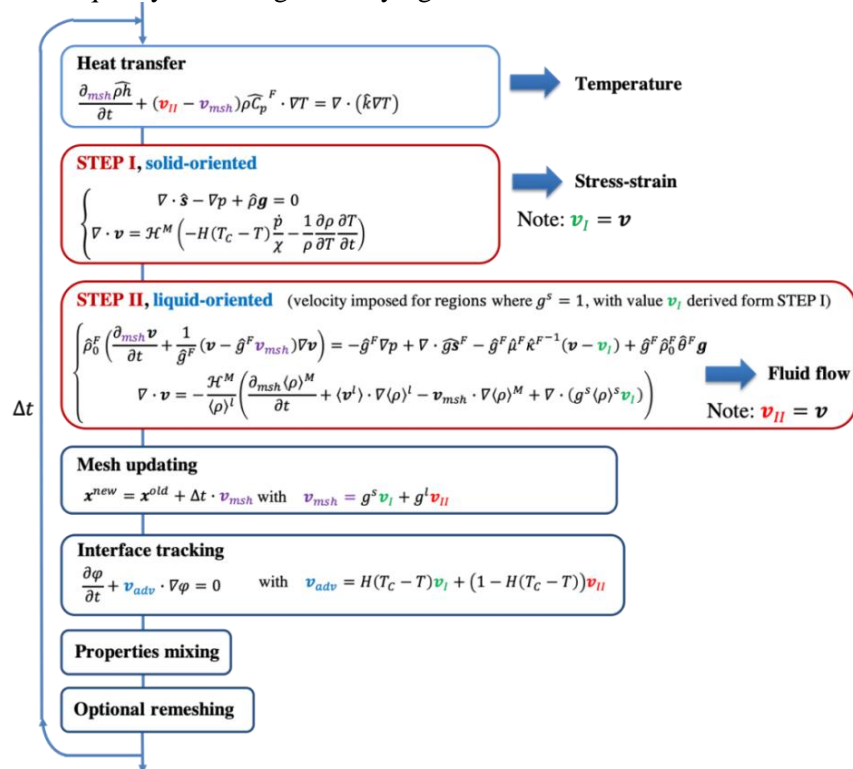 Heat transfer
∂_msh ρ̂h/∂t + (v_II − v_msh) ρ̂C_p^F · ∇T = ∇ · (k̂∇T)
Temperature
STEP I, solid-oriented
∇ · ŝ − ∇p + ρ̂g = 0
∇ · v = ℋ^M (−H(T_C − T) ṗ/χ − 1/ρ ∂ρ/∂T ∂T/∂t)
Stress-strain
Note: v_I = v
STEP II, liquid-oriented (velocity imposed for regions where g^s = 1, with value v_I derived form STEP I)
ρ̂_0^F (∂_msh v/∂t + 1/ĝ^F (v − ĝ^F v_msh)∇v) = −ĝ^F ∇p + ∇ · ĝs^F − ĝ^F μ̂^F κ̂^F^−1 (v − v_I) + ĝ^F ρ̂_0^F θ̂^F g
∇ · v = −ℋ^M/⟨ρ⟩^l (∂_msh ⟨ρ⟩^M/∂t + ⟨v^l⟩ · ∇⟨ρ⟩^l − v_msh · ∇⟨ρ⟩^M + ∇ · (g^s ⟨ρ⟩^s v_I))
Fluid flow
Note: v_II = v
Δt
Mesh updating
x^new = x^old + Δt · v_msh with v_msh = g^s v_I + g^l v_II
Interface tracking
∂φ/∂t + v_adv · ∇φ = 0 with v_adv = H(T_C − T)v_I + (1 − H(T_C − T))v_II
Properties mixing
Optional remeshing